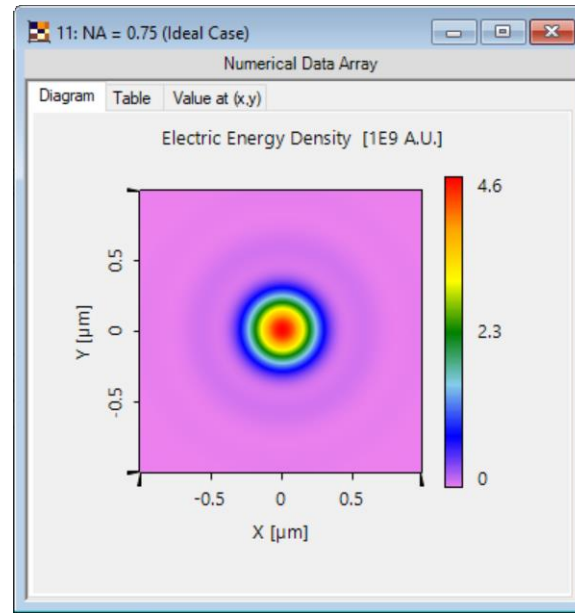 11: NA = 0.75 (Ideal Case)
Numerical Data Array
Diagram Table Value at (x,y)
Electric Energy Density [1E9 A.U.]
4.6
2.3
0
Y [µm]
0.5
0
-0.5
-0.5 0 0.5
X [µm]